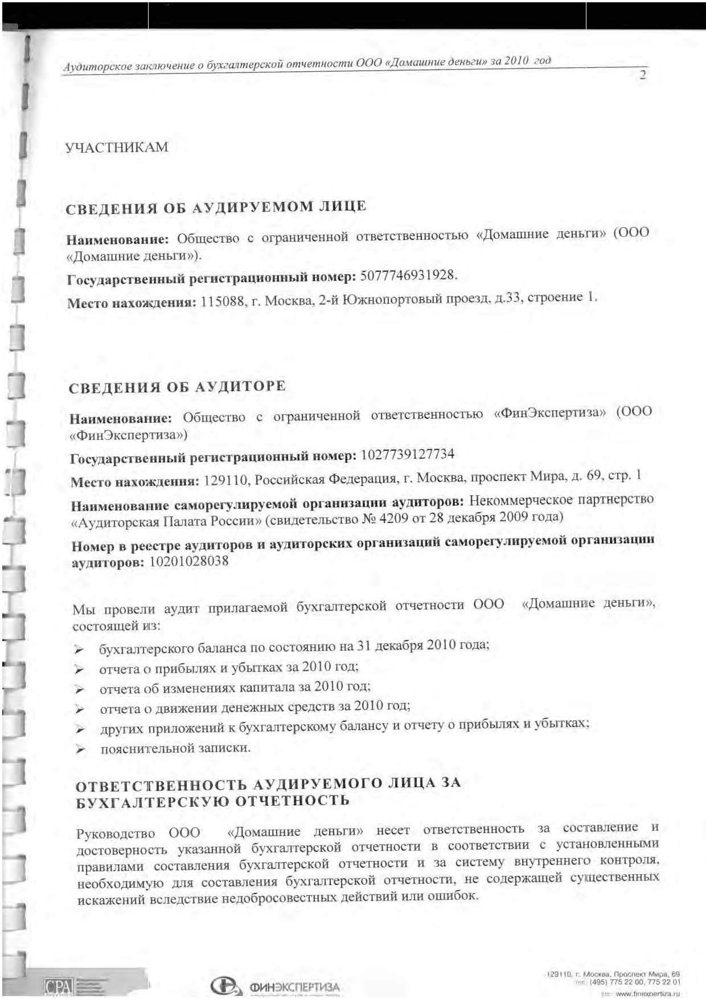 Аудиторское заключение о бухгалтерской отчетности ООО «Домашние деньги» за 2010 год
2
УЧАСТНИКАМ
СВЕДЕНИЯ ОБ АУДИРУЕМОМ ЛИЦЕ
Наименование: Общество с ограниченной ответственностью «Домашние деньги» (ООО
«Домашние деньги»).
Государственный регистрационный номер: 5077746931928.
Место нахождения: 115088, г. Москва, 2-й Южнопортовый проезд, д.33, строение 1.
СВЕДЕНИЯ ОБ АУДИТОРЕ
Наименование: Общество с ограниченной ответственностью «ФинЭкспертиза» (ООО
«ФинЭкспертиза»)
Государственный регистрационный номер: 1027739127734
Место нахождения: 129110, Российская Федерация, г. Москва, проспект Мира, д. 69, стр. 1
Наименование саморегулируемой организации аудиторов: Некоммерческое партнерство
«Аудиторская Палата России» (свидетельство № 4209 от 28 декабря 2009 года)
Номер в реестре аудиторов и аудиторских организаций саморегулируемой организации
аудиторов: 10201028038
Мы провели аудит прилагаемой бухгалтерской отчетности ООО «Домашние деньги»,
состоящей из:
➢ бухгалтерского баланса по состоянию на 31 декабря 2010 года;
➢ отчета о прибылях и убытках за 2010 год;
➢ отчета об изменениях капитала за 2010 год;
➢ отчета о движении денежных средств за 2010 год;
➢ других приложений к бухгалтерскому балансу и отчету о прибылях и убытках;
➢ пояснительной записки.
ОТВЕТСТВЕННОСТЬ АУДИРУЕМОГО ЛИЦА ЗА
БУХГАЛТЕРСКУЮ ОТЧЕТНОСТЬ
Руководство ООО «Домашние деньги» несет ответственность за составление и
достоверность указанной бухгалтерской отчетности в соответствии с установленными
правилами составления бухгалтерской отчетности и за систему внутреннего контроля,
необходимую для составления бухгалтерской отчетности, не содержащей существенных
искажений вследствие недобросовестных действий или ошибок.
CPA
ФИНЭКСПЕРТИЗА
129110, г. Москва, Проспект Мира, 69
тел.: (495) 775 22 00, 775 22 01
www.finexpertiza.ru